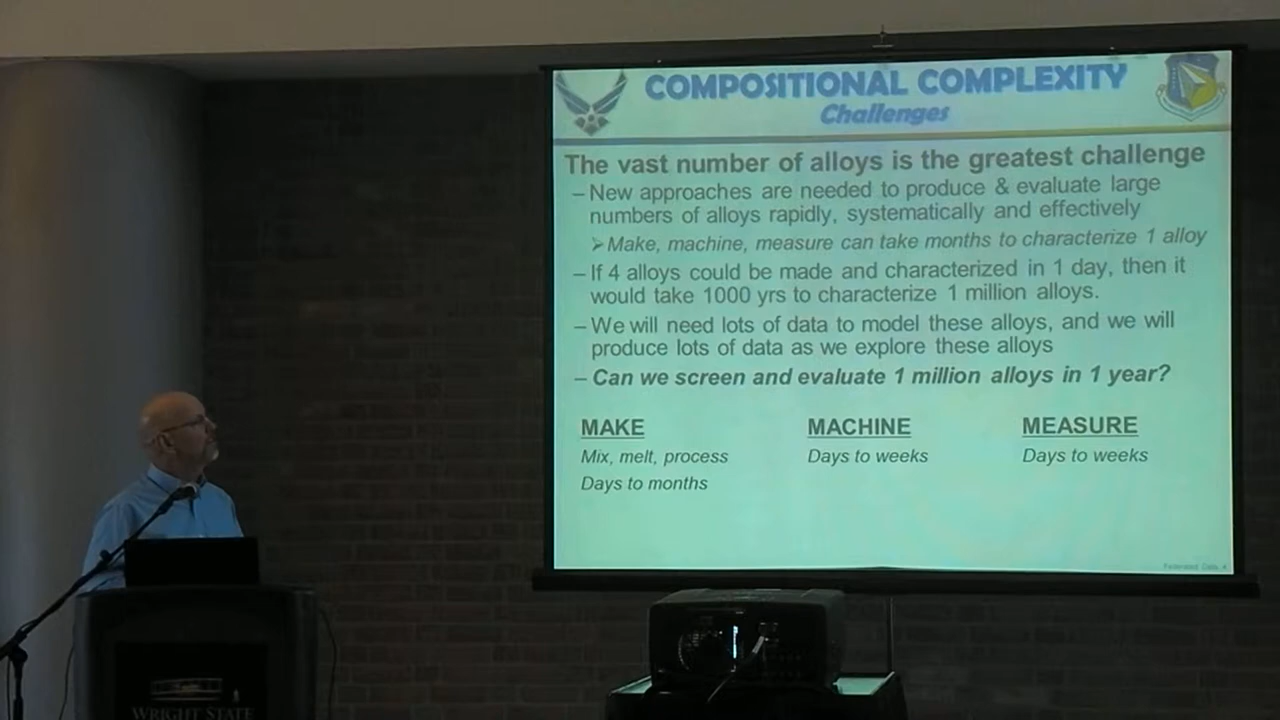 COMPOSITIONAL COMPLEXITY
Challenges
The vast number of alloys is the greatest challenge
– New approaches are needed to produce & evaluate large
numbers of alloys rapidly, systematically and effectively
➢ Make, machine, measure can take months to characterize 1 alloy
– If 4 alloys could be made and characterized in 1 day, then it
would take 1000 yrs to characterize 1 million alloys.
– We will need lots of data to model these alloys, and we will
produce lots of data as we explore these alloys
– Can we screen and evaluate 1 million alloys in 1 year?
MAKE MACHINE MEASURE
Mix, melt, process Days to weeks Days to weeks
Days to months
WRIGHT STATE